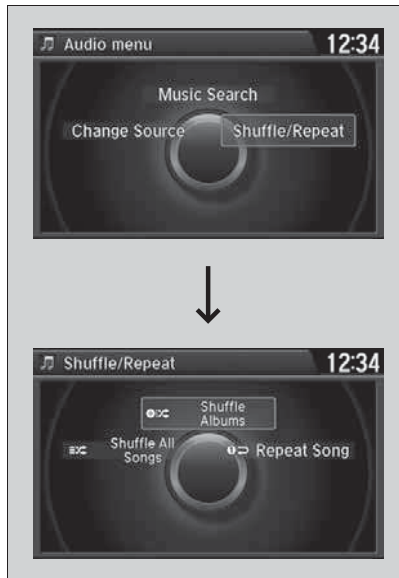 Audio menu 12:34
Music Search
Change Source Shuffle/Repeat
Shuffle/Repeat 12:34
Shuffle
Albums
Shuffle All
Songs
Repeat Song